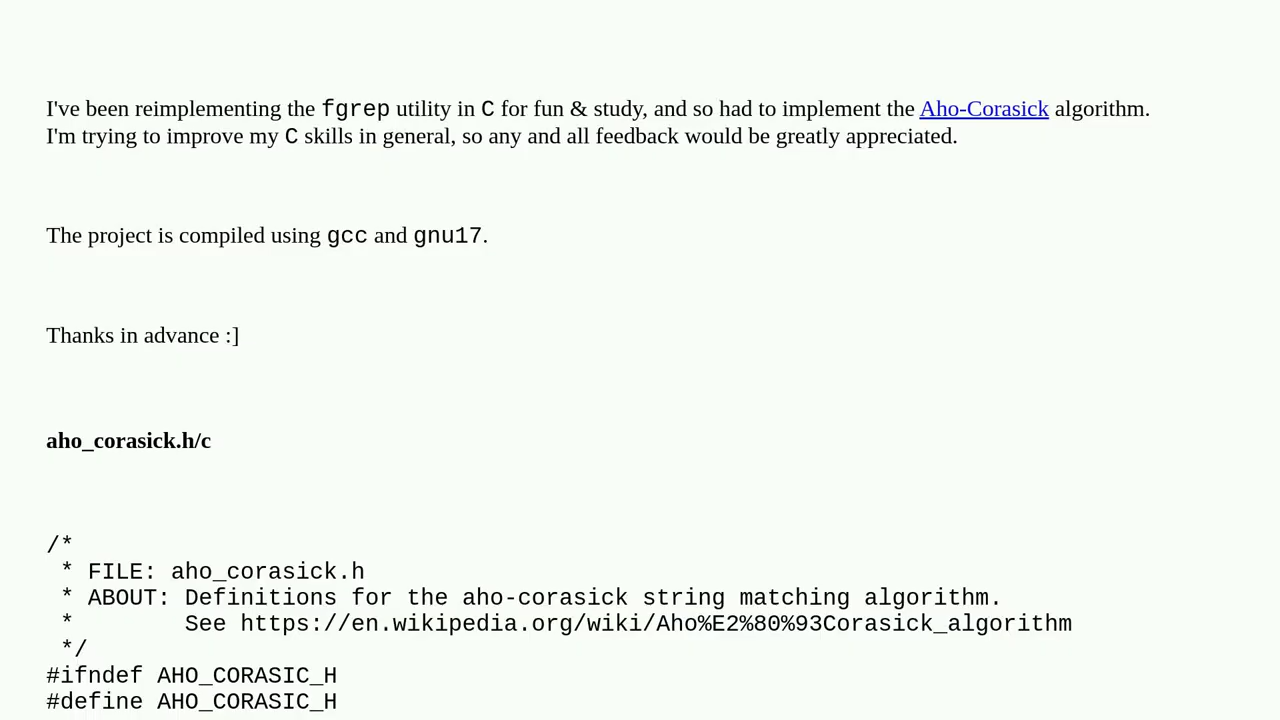 I've been reimplementing the fgrep utility in C for fun & study, and so had to implement the Aho-Corasick algorithm.
I'm trying to improve my C skills in general, so any and all feedback would be greatly appreciated.
The project is compiled using gcc and gnu17.
Thanks in advance :]
aho_corasick.h/c
/*
 * FILE: aho_corasick.h
 * ABOUT: Definitions for the aho-corasick string matching algorithm.
 *        See https://en.wikipedia.org/wiki/Aho%E2%80%93Corasick_algorithm
 */
#ifndef AHO_CORASIC_H
#define AHO_CORASIC_H